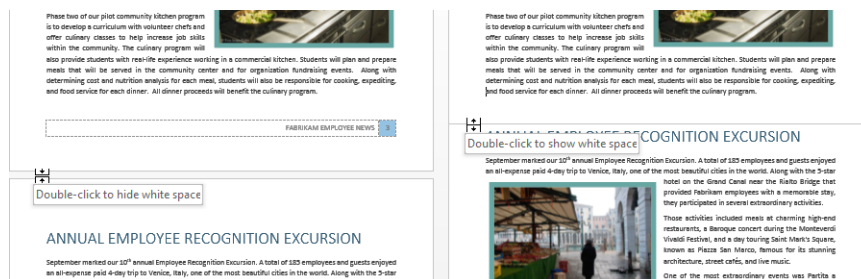 Phase two of our pilot community kitchen program
is to develop a curriculum with volunteer chefs and
offer culinary classes to help increase job skills
within the community. The culinary program will
also provide students with real-life experience working in a commercial kitchen. Students will plan and prepare
meals that will be served in the community center and for organization fundraising events. Along with
determining cost and nutrition analysis for each meal, students will also be responsible for cooking, expediting,
and food service for each dinner. All dinner proceeds will benefit the culinary program.
FABRIKAM EMPLOYEE NEWS 3
Double-click to hide white space
ANNUAL EMPLOYEE RECOGNITION EXCURSION
September marked our 10th annual Employee Recognition Excursion. A total of 185 employees and guests enjoyed
an all-expense paid 4-day trip to Venice, Italy, one of the most beautiful cities in the world. Along with the 5-star
Phase two of our pilot community kitchen program
is to develop a curriculum with volunteer chefs and
offer culinary classes to help increase job skills
within the community. The culinary program will
also provide students with real-life experience working in a commercial kitchen. Students will plan and prepare
meals that will be served in the community center and for organization fundraising events. Along with
determining cost and nutrition analysis for each meal, students will also be responsible for cooking, expediting,
and food service for each dinner. All dinner proceeds will benefit the culinary program.
ANNUAL EMPLOYEE RECOGNITION EXCURSION
Double-click to show white space
September marked our 10th annual Employee Recognition Excursion. A total of 185 employees and guests enjoyed
an all-expense paid 4-day trip to Venice, Italy, one of the most beautiful cities in the world. Along with the 5-star
hotel on the Grand Canal near the Rialto Bridge that
provided Fabrikam employees with a memorable stay,
they participated in several extraordinary activities.
Those activities included meals at charming high-end
restaurants, a Baroque concert during the Monteverdi
Vivaldi Festival, and a day touring Saint Mark's Square,
known as Piazza San Marco, famous for its stunning
architecture, street cafés, and live music.
One of the most extraordinary events was Partita a